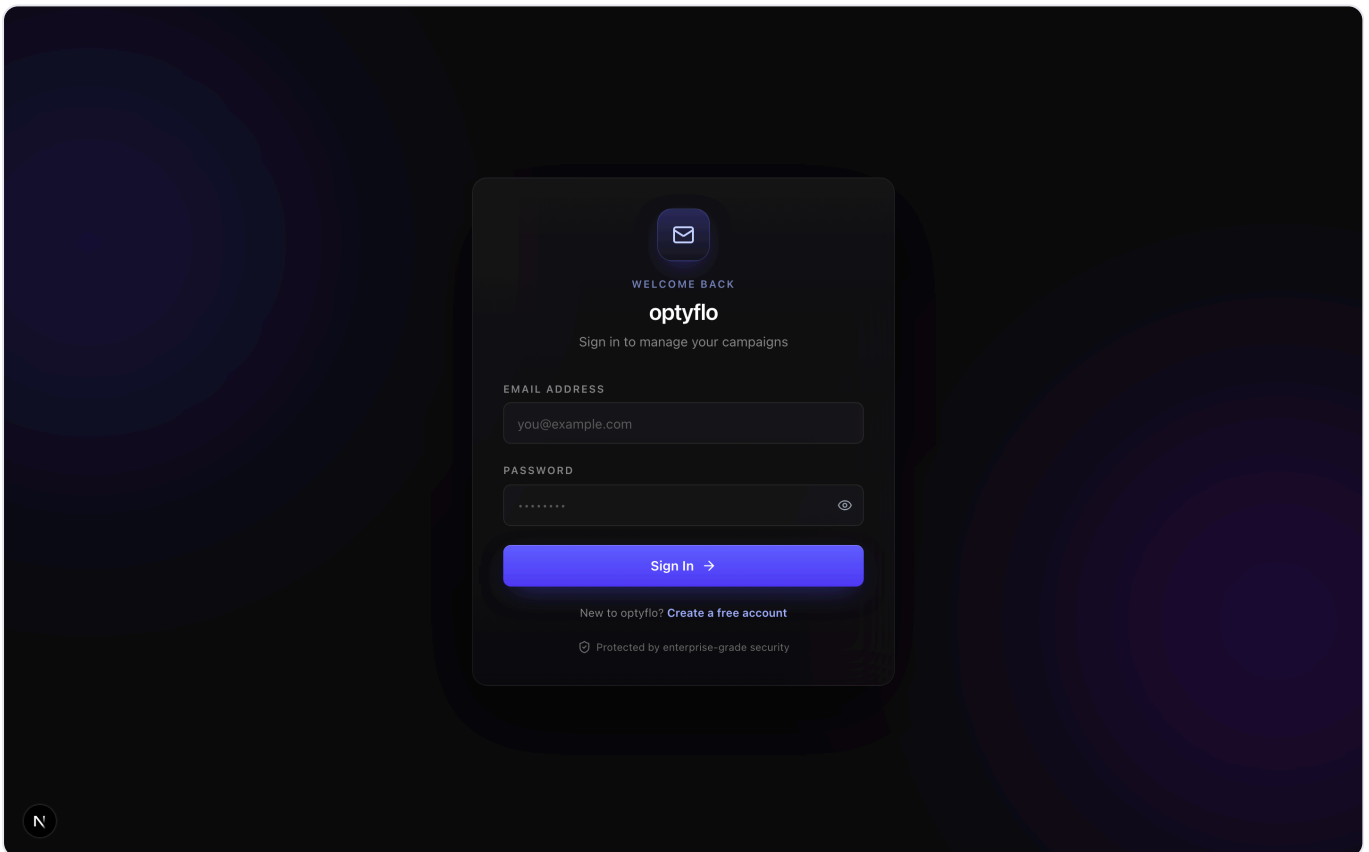 WELCOME BACK
optyflo
Sign in to manage your campaigns
EMAIL ADDRESS
you@example.com
PASSWORD
••••••••
Sign In →
New to optyflo? Create a free account
Protected by enterprise-grade security
N